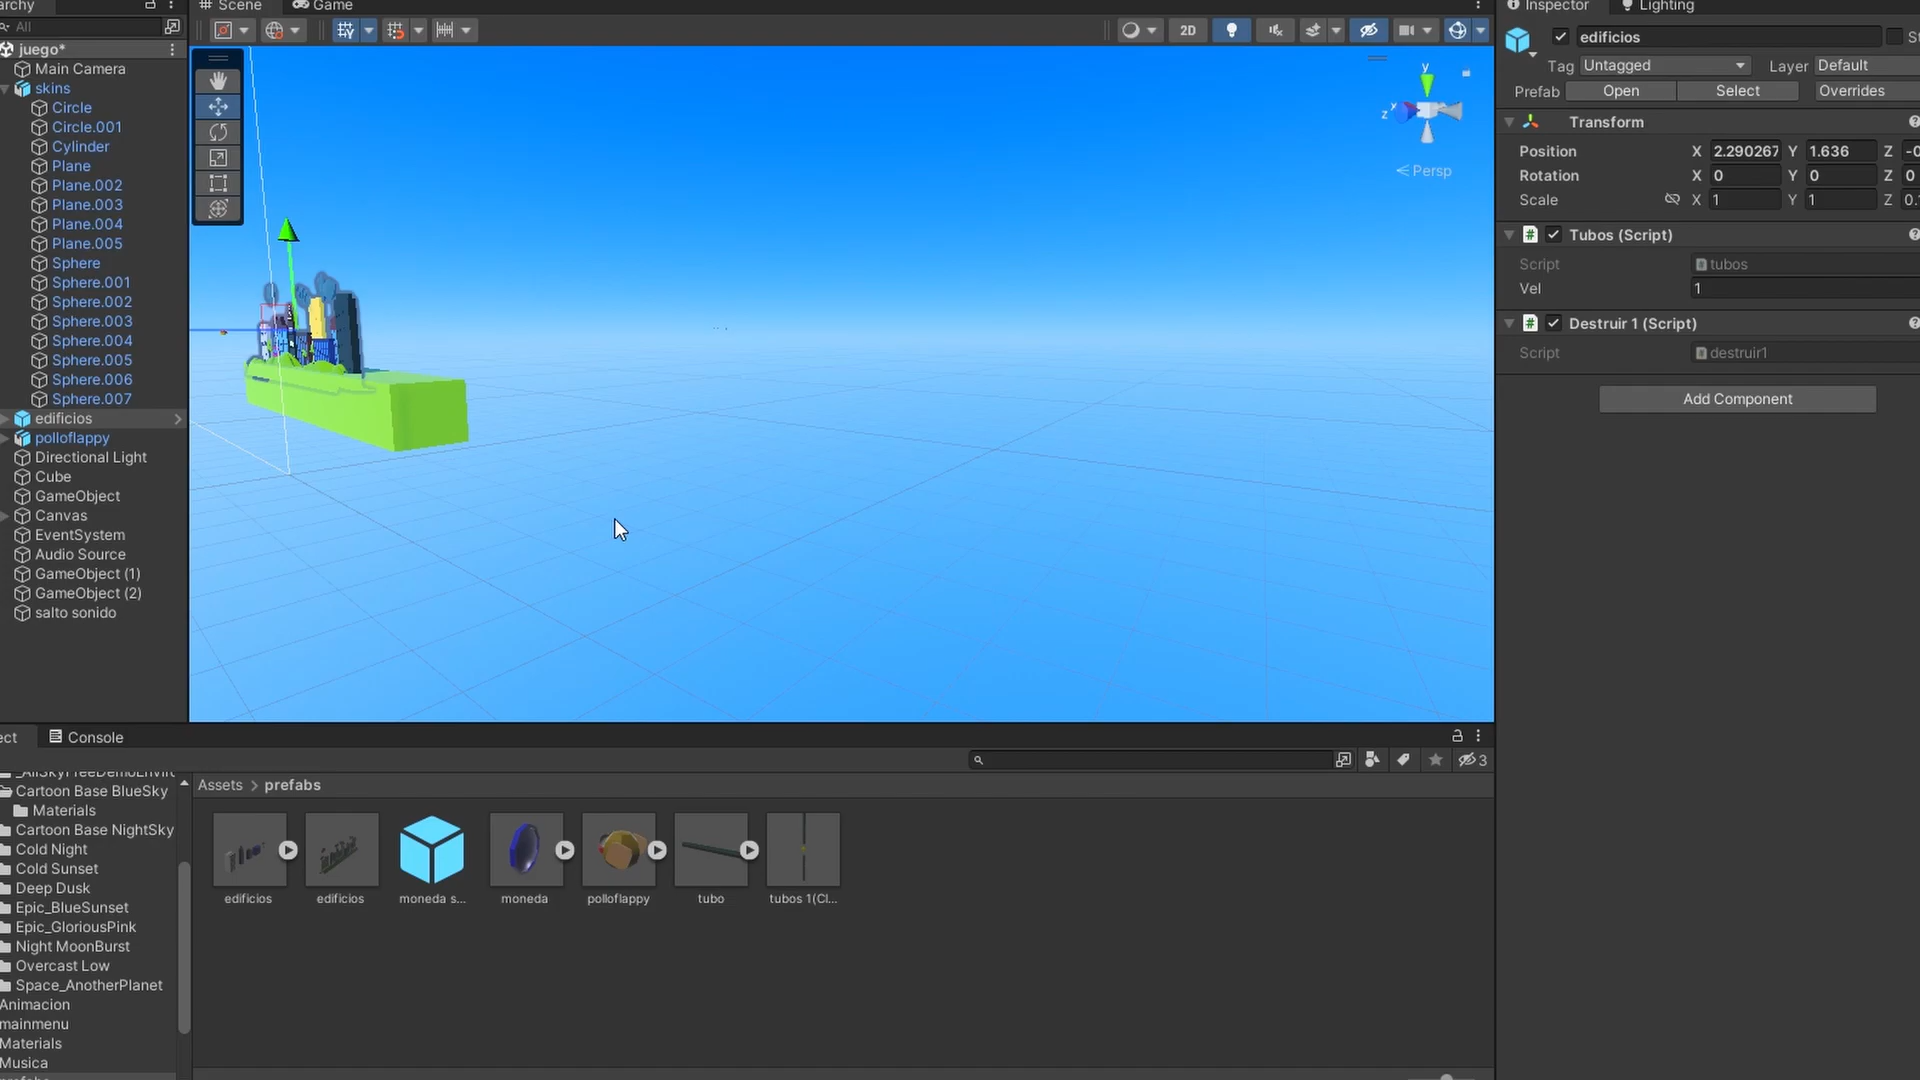 archy
Scene
Game
All
juego*
Main Camera
skins
Circle
Circle.001
Cylinder
Plane
Plane.002
Plane.003
Plane.004
Plane.005
Sphere
Sphere.001
Sphere.002
Sphere.003
Sphere.004
Sphere.005
Sphere.006
Sphere.007
edificios
polloflappy
Directional Light
Cube
GameObject
Canvas
EventSystem
Audio Source
GameObject (1)
GameObject (2)
salto sonido
2D
y
x
z
Persp
Inspector
Lighting
edificios
St
Tag Untagged
Layer Default
Prefab Open Select Overrides
Transform
Position X 2.290267 Y 1.636 Z -0
Rotation X 0 Y 0 Z 0
Scale X 1 Y 1 Z 0.
Tubos (Script)
Script tubos
Vel 1
Destruir 1 (Script)
Script destruir1
Add Component
ect
Console
3
_AllSkyFreeDemoEnvir
Cartoon Base BlueSky
Materials
Cartoon Base NightSky
Cold Night
Cold Sunset
Deep Dusk
Epic_BlueSunset
Epic_GloriousPink
Night MoonBurst
Overcast Low
Space_AnotherPlanet
Animacion
mainmenu
Materials
Musica
prefabs
Assets > prefabs
edificios
edificios
moneda s...
moneda
polloflappy
tubo
tubos 1(Cl...